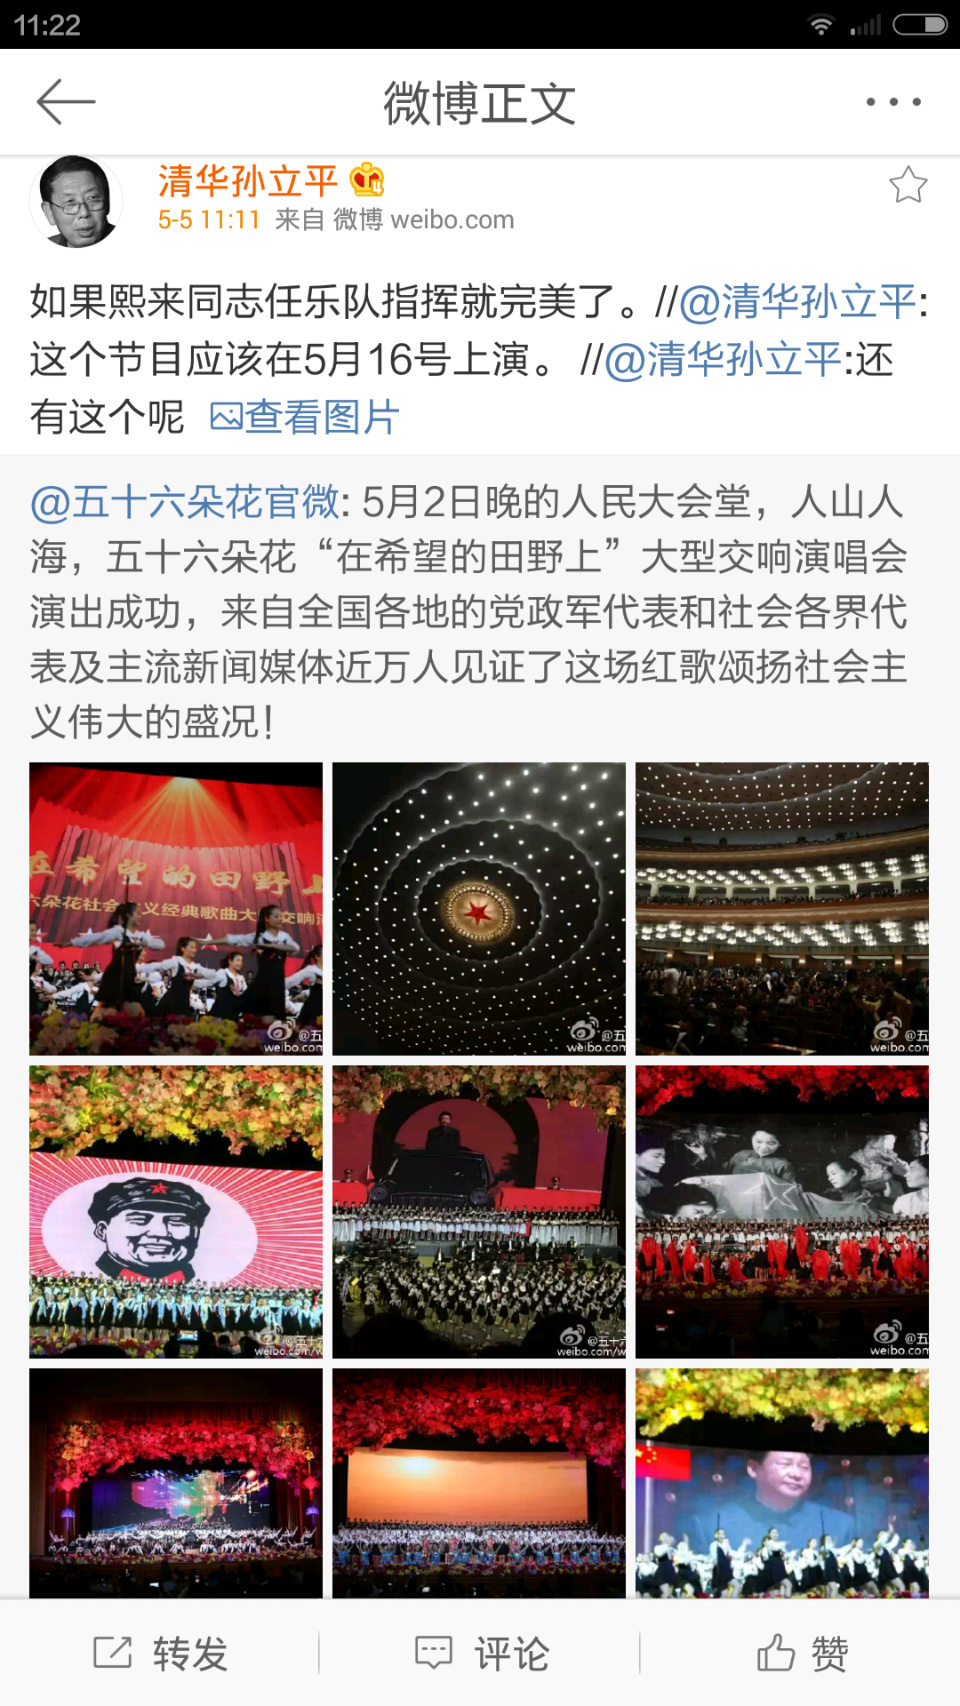 11:22
微博正文
清华孙立平
5-5 11:11 来自 微博 weibo.com
如果熙来同志任乐队指挥就完美了。//@清华孙立平:
这个节目应该在5月16号上演。 //@清华孙立平:还
有这个呢 查看图片
@五十六朵花官微: 5月2日晚的人民大会堂，人山人
海，五十六朵花“在希望的田野上”大型交响演唱会
演出成功，来自全国各地的党政军代表和社会各界代
表及主流新闻媒体近万人见证了这场红歌颂扬社会主
义伟大的盛况！
在希望的田野上
六朵花社会主义经典歌曲大型交响演
@五
weibo.com
@五
weibo.com
@五
weibo.com
@五十六
weibo.com/w
@五十六
weibo.com/w
@五
weibo.com
转发
评论
赞